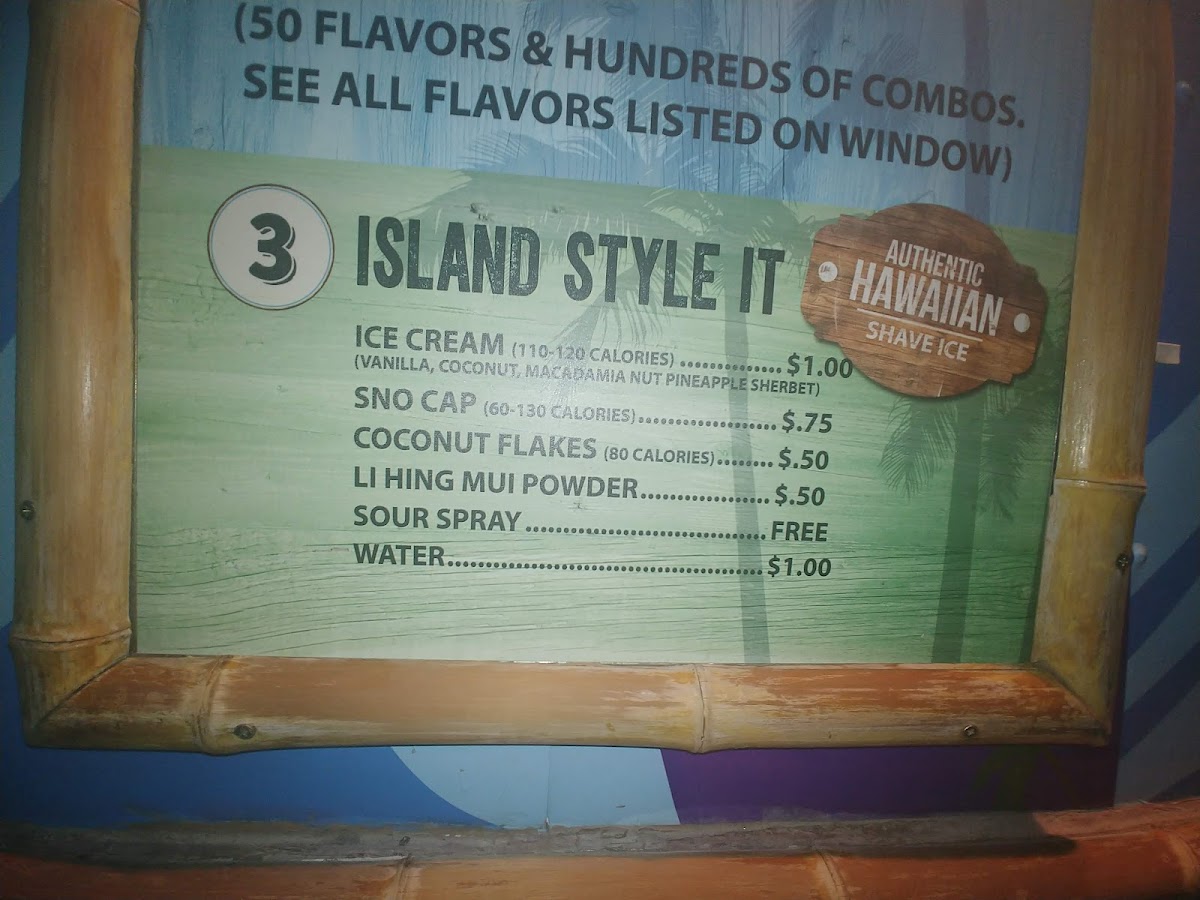 (50 FLAVORS & HUNDREDS OF COMBOS.
SEE ALL FLAVORS LISTED ON WINDOW)
3 ISLAND STYLE IT
AUTHENTIC
HAWAIIAN
SHAVE ICE
ICE CREAM (110-120 CALORIES) .............. $1.00
(VANILLA, COCONUT, MACADAMIA NUT PINEAPPLE SHERBET)
SNO CAP (60-130 CALORIES)................... $.75
COCONUT FLAKES (80 CALORIES)........ $.50
LI HING MUI POWDER.................. $.50
SOUR SPRAY ................................. FREE
WATER........................................... $1.00